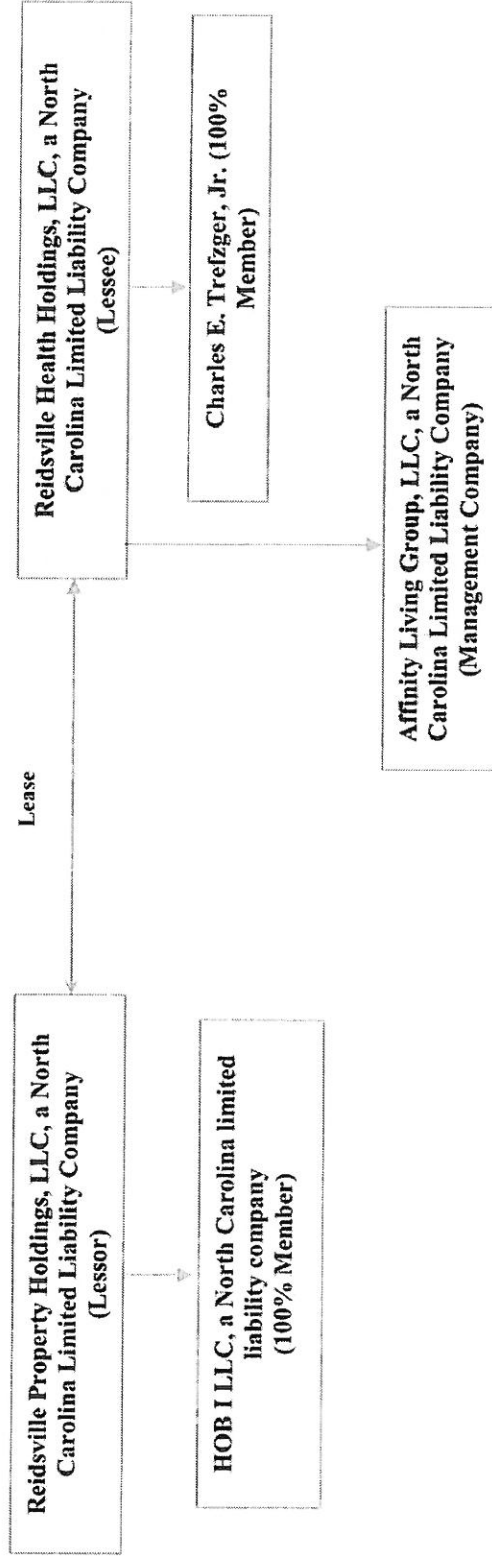 Reidsville Property Holdings, LLC, a North
Carolina Limited Liability Company
(Lessor)
Lease
Reidsville Health Holdings, LLC, a North
Carolina Limited Liability Company
(Lessee)
HOB I LLC, a North Carolina limited
liability company
(100% Member)
Charles E. Trefzger, Jr. (100%
Member)
Affinity Living Group, LLC, a North
Carolina Limited Liability Company
(Management Company)